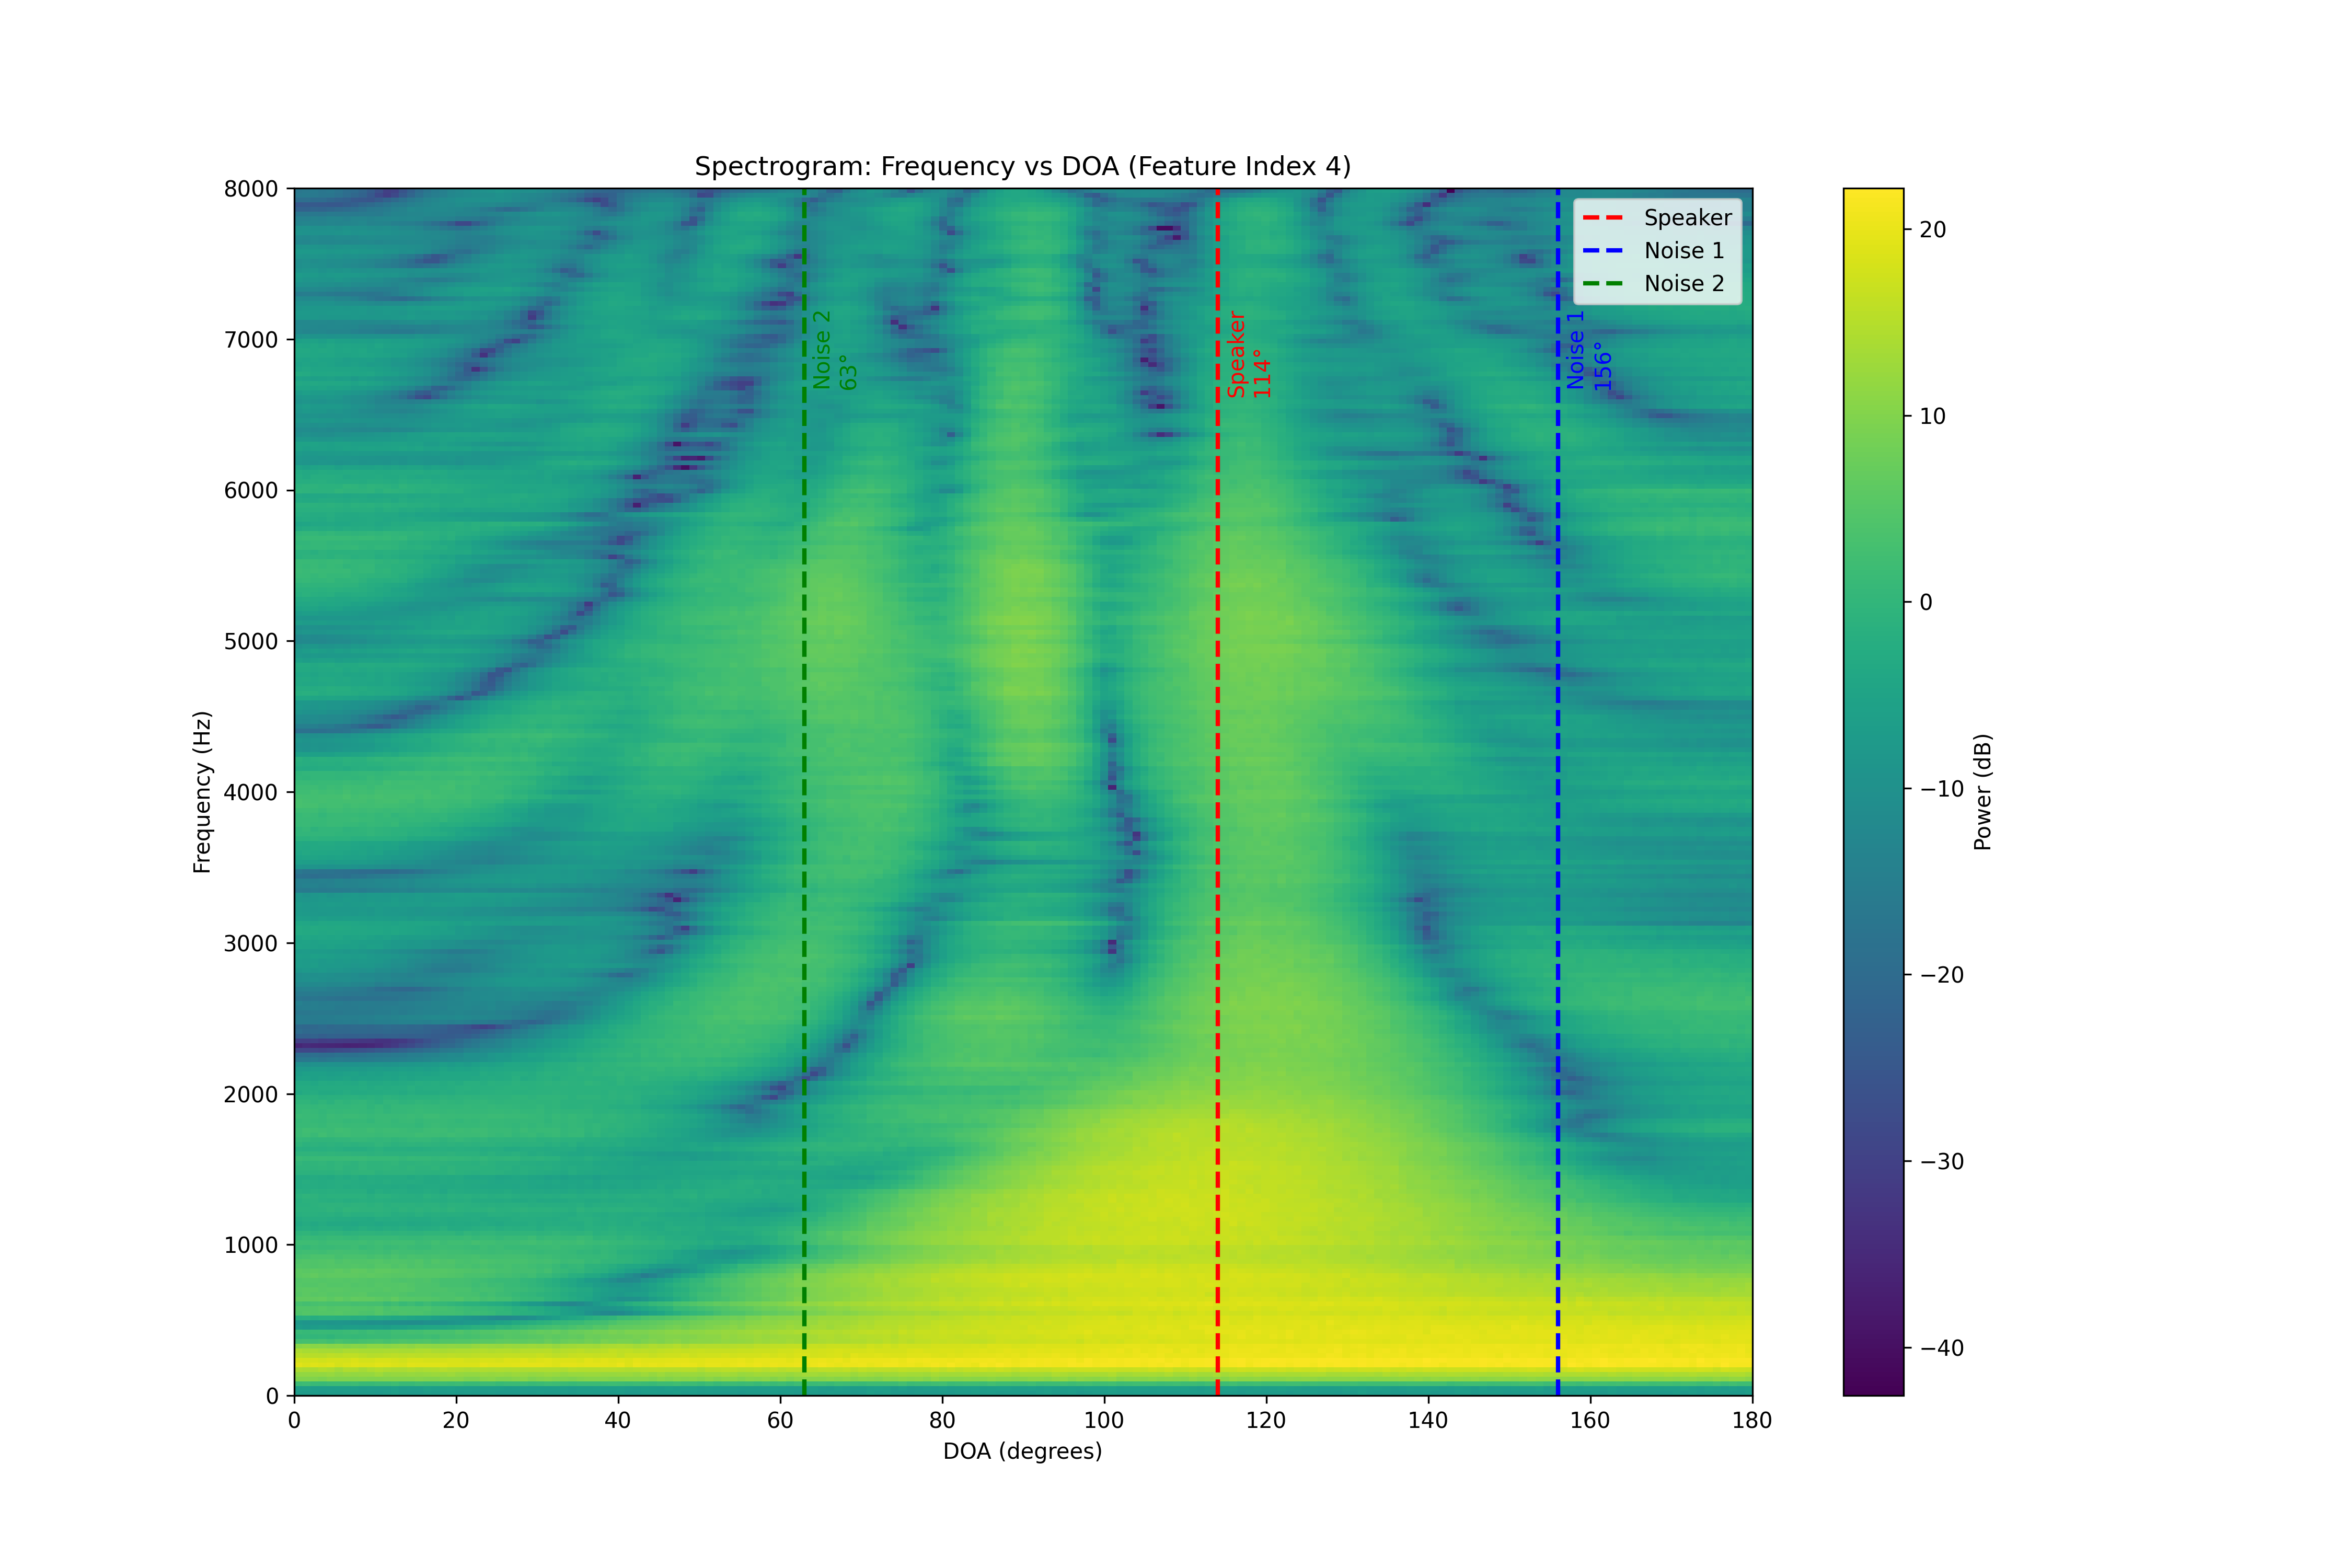 Spectrogram: Frequency vs DOA (Feature Index 4)
8000
7000
6000
5000
4000
3000
2000
1000
0
Frequency (Hz)
0
20
40
60
80
100
120
140
160
180
DOA (degrees)
Speaker
Noise 1
Noise 2
Noise 2
63°
Speaker
114°
Noise 1
156°
20
10
0
−10
−20
−30
−40
Power (dB)